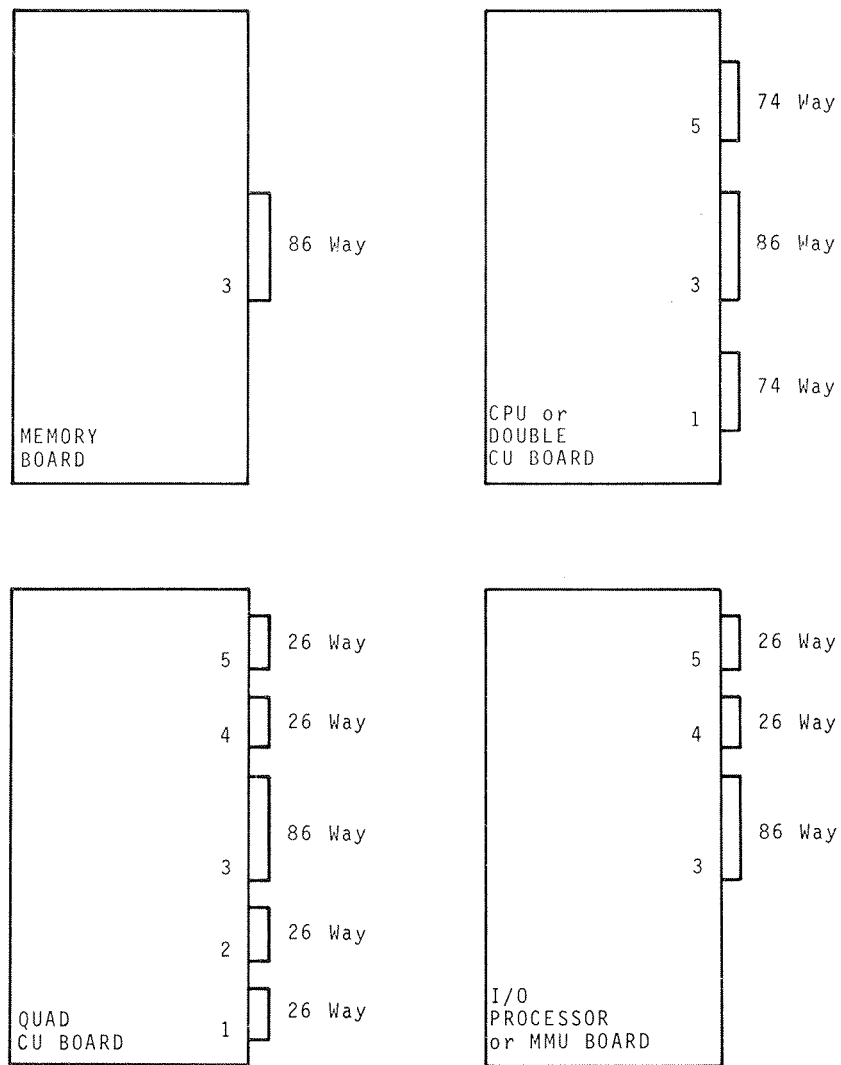 86 Way
3
MEMORY
BOARD
74 Way
5
86 Way
3
74 Way
1
CPU or
DOUBLE
CU BOARD
26 Way
5
26 Way
4
86 Way
3
26 Way
2
26 Way
1
QUAD
CU BOARD
26 Way
5
26 Way
4
86 Way
3
I/O
PROCESSOR
or MMU BOARD